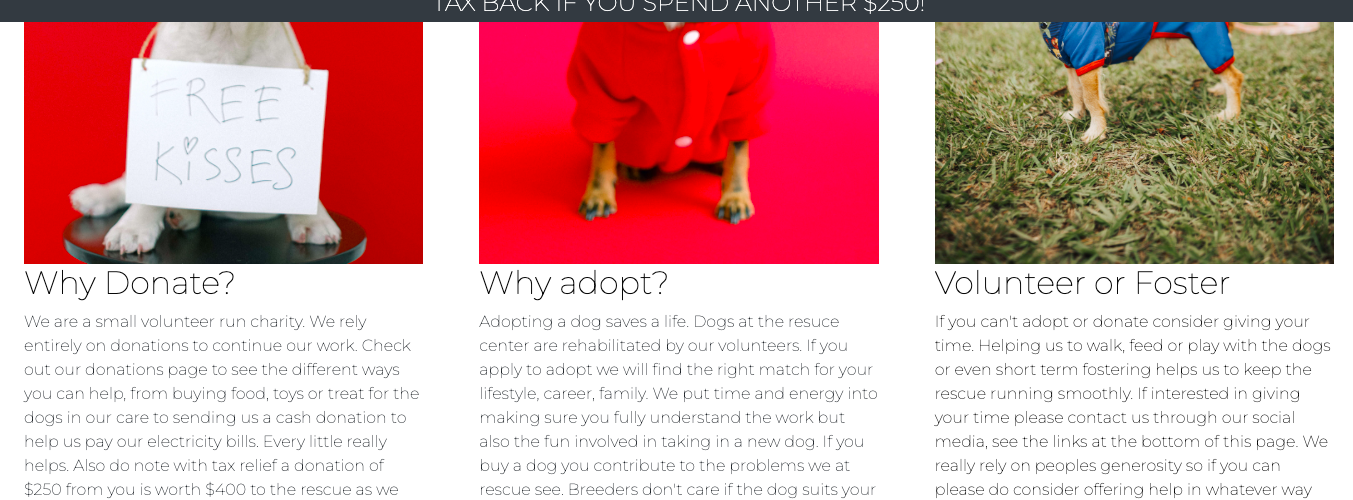 TAX BACK IF YOU SPEND ANOTHER $250!
FREE
KiSSES
Why Donate?
We are a small volunteer run charity. We rely
entirely on donations to continue our work. Check
out our donations page to see the different ways
you can help, from buying food, toys or treat for the
dogs in our care to sending us a cash donation to
help us pay our electricity bills. Every little really
helps. Also do note with tax relief a donation of
$250 from you is worth $400 to the rescue as we
Why adopt?
Adopting a dog saves a life. Dogs at the resuce
center are rehabilitated by our volunteers. If you
apply to adopt we will find the right match for your
lifestyle, career, family. We put time and energy into
making sure you fully understand the work but
also the fun involved in taking in a new dog. If you
buy a dog you contribute to the problems we at
rescue see. Breeders don't care if the dog suits your
Volunteer or Foster
If you can't adopt or donate consider giving your
time. Helping us to walk, feed or play with the dogs
or even short term fostering helps us to keep the
rescue running smoothly. If interested in giving
your time please contact us through our social
media, see the links at the bottom of this page. We
really rely on peoples generosity so if you can
please do consider offering help in whatever way